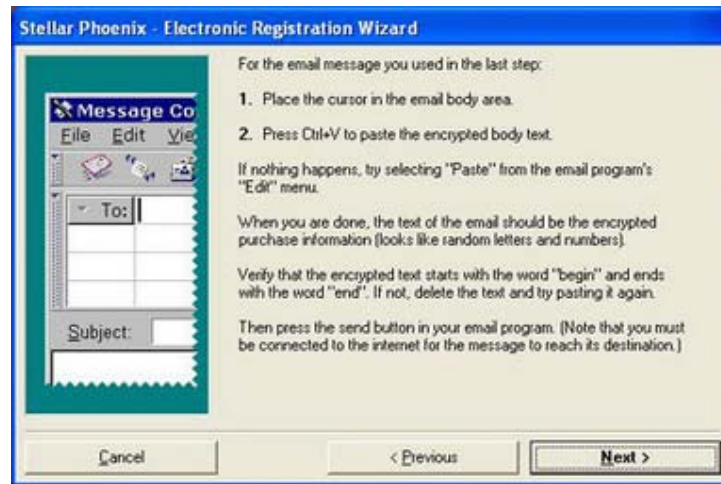 Stellar Phoenix - Electronic Registration Wizard
Message Co
File Edit Vie
To:
Subject:
For the email message you used in the last step:
1. Place the cursor in the email body area.
2. Press Ctrl+V to paste the encrypted body text.
If nothing happens, try selecting "Paste" from the email program's
"Edit" menu.
When you are done, the text of the email should be the encrypted
purchase information (looks like random letters and numbers).
Verify that the encrypted text starts with the word "begin" and ends
with the word "end". If not, delete the text and try pasting it again.
Then press the send button in your email program. (Note that you must
be connected to the internet for the message to reach its destination.)
Cancel
< Previous
Next >